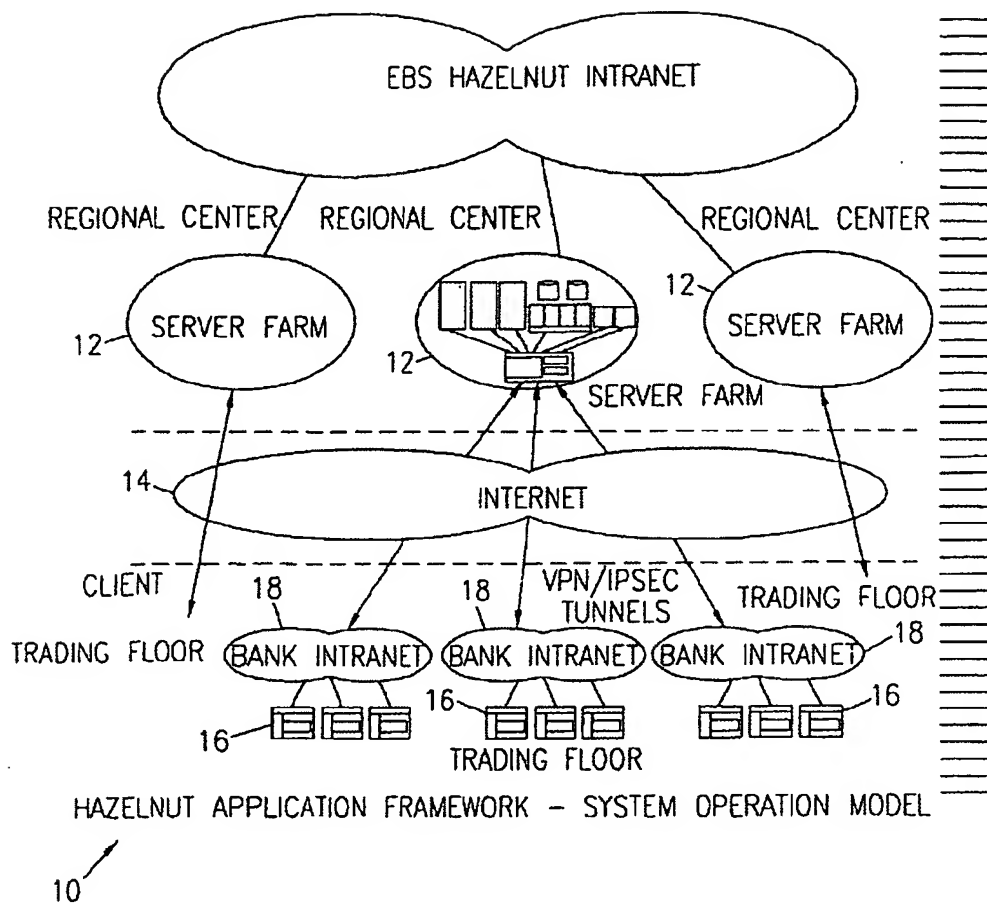 EBS HAZELNUT INTRANET
REGIONAL CENTER
REGIONAL CENTER
REGIONAL CENTER
12
SERVER FARM
12
SERVER FARM
12
SERVER FARM
14
INTERNET
CLIENT
VPN/IPSEC
TUNNELS
TRADING FLOOR
TRADING FLOOR
18
BANK INTRANET
18
BANK INTRANET
18
BANK INTRANET
16
16
16
TRADING FLOOR
HAZELNUT APPLICATION FRAMEWORK – SYSTEM OPERATION MODEL
10